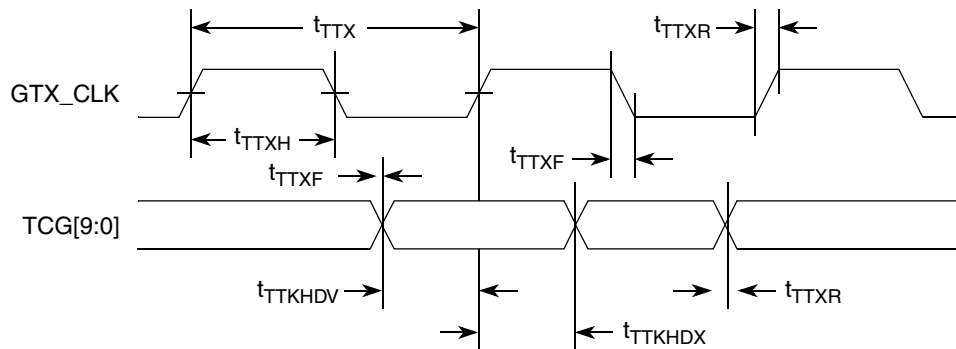 tTTX
tTTXR
GTX_CLK
tTTXH
tTTXF
tTTXF
TCG[9:0]
tTTKHDV
tTTXR
tTTKHDX